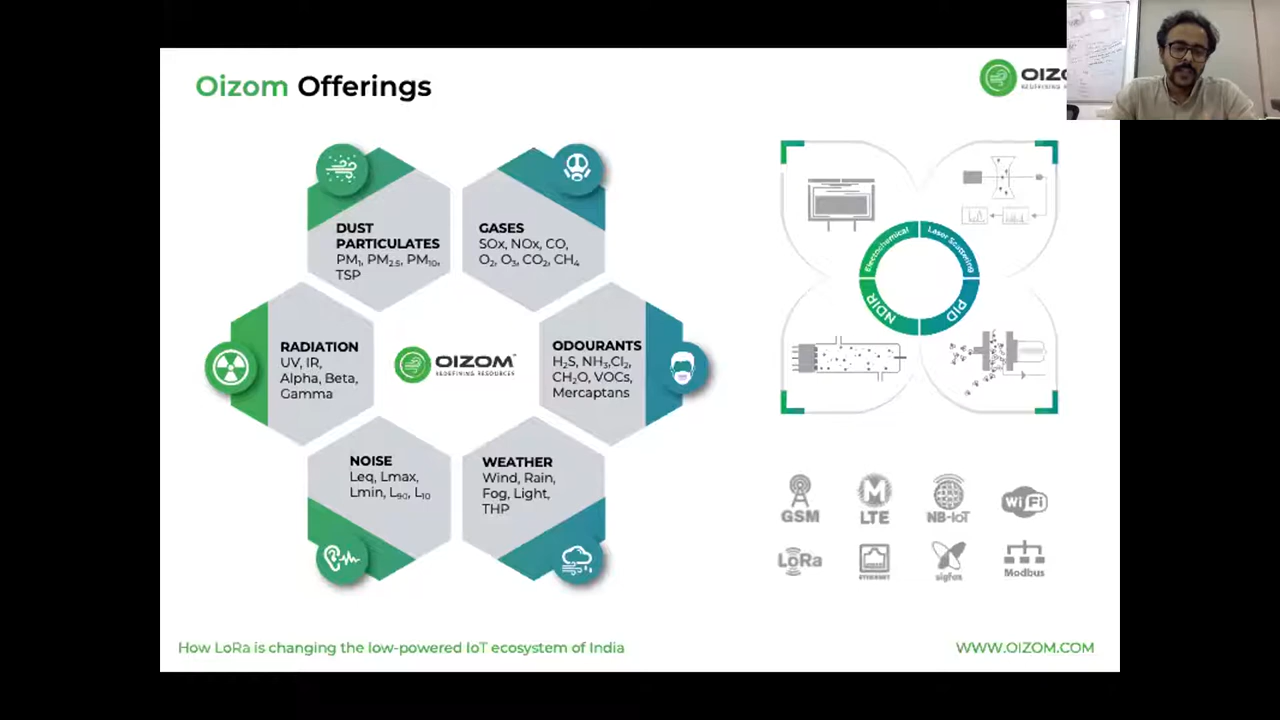 Oizom Offerings
DUST
PARTICULATES
PM₁, PM₂.₅, PM₁₀,
TSP
GASES
SOx, NOx, CO,
O₂, O₃, CO₂, CH₄
RADIATION
UV, IR,
Alpha, Beta,
Gamma
OIZOM™
REDEFINING RESOURCES
ODOURANTS
H₂S, NH₃,Cl₂,
CH₂O, VOCs,
Mercaptans
NOISE
Leq, Lmax,
Lmin, L₉₀, L₁₀
WEATHER
Wind, Rain,
Fog, Light,
THP
Electrochemical
Laser Scattering
NDIR
PID
GSM
M
LTE
NB-IoT
WiFi
LoRa
ETHERNET
sigfox
Modbus
How LoRa is changing the low-powered IoT ecosystem of India
WWW.OIZOM.COM